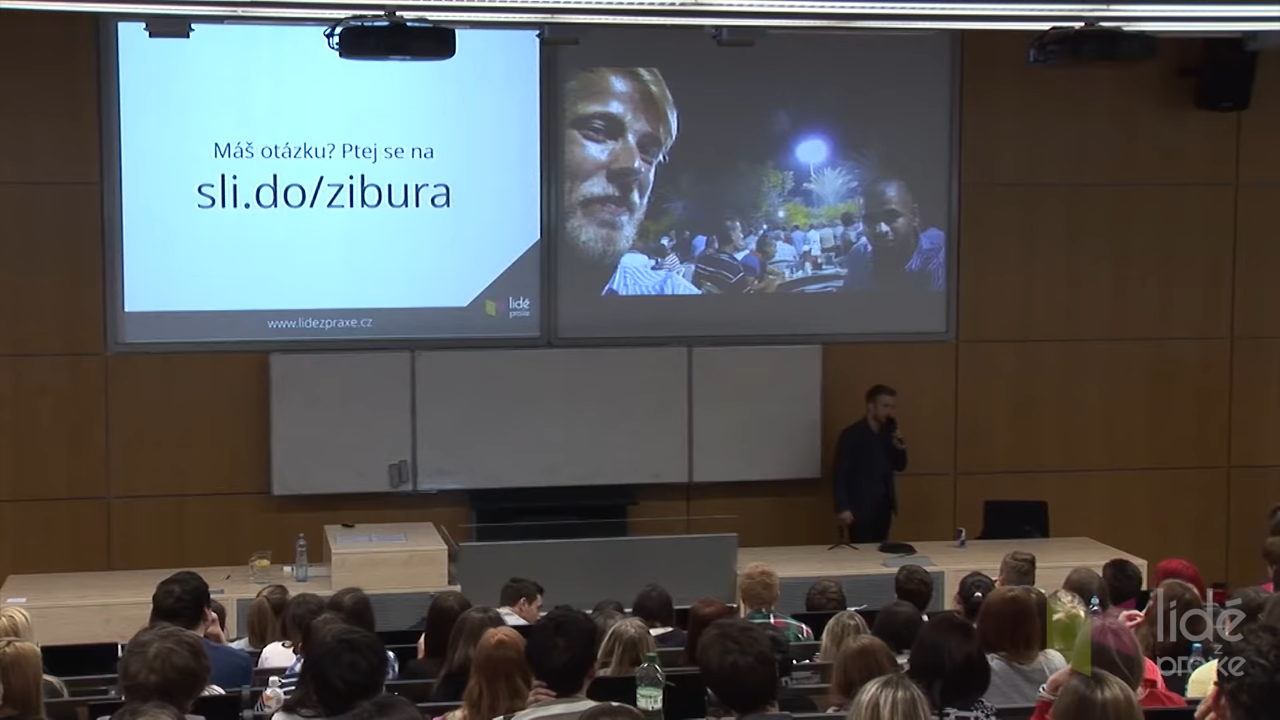 Máš otázku? Ptej se na
sli.do/zibura
lidé
z
praxe
www.lidezpraxe.cz
lidé
z
praxe